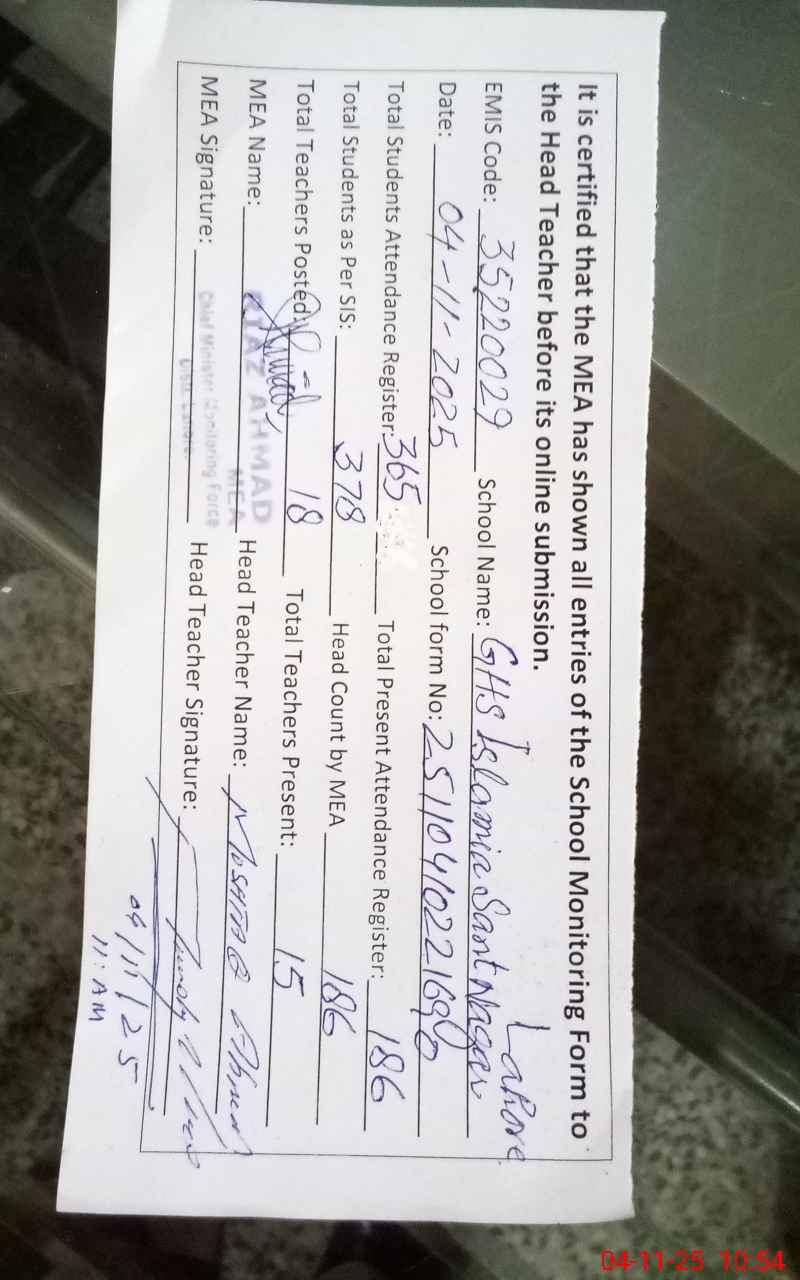 It is certified that the MEA has shown all entries of the School Monitoring Form to
the Head Teacher before its online submission.
Lahore
EMIS Code: 35220029 School Name: GHS Islamia Sant Nagar
Date: 04-11-2025 School form No:
Total Students Attendance Register: 365 Total Present Attendance Register: 186
Total Students as Per SIS: 378 Head Count by MEA 186
Total Teachers Posted: 18 Total Teachers Present: 15
MEA Name: RIAZ AHMAD Head Teacher Name:
MEA
MEA Signature: Head Teacher Signature:
Chief Minister Monitoring Force
Distt. Lahore.
04/11/25
11:AM
04-11-25 10:54